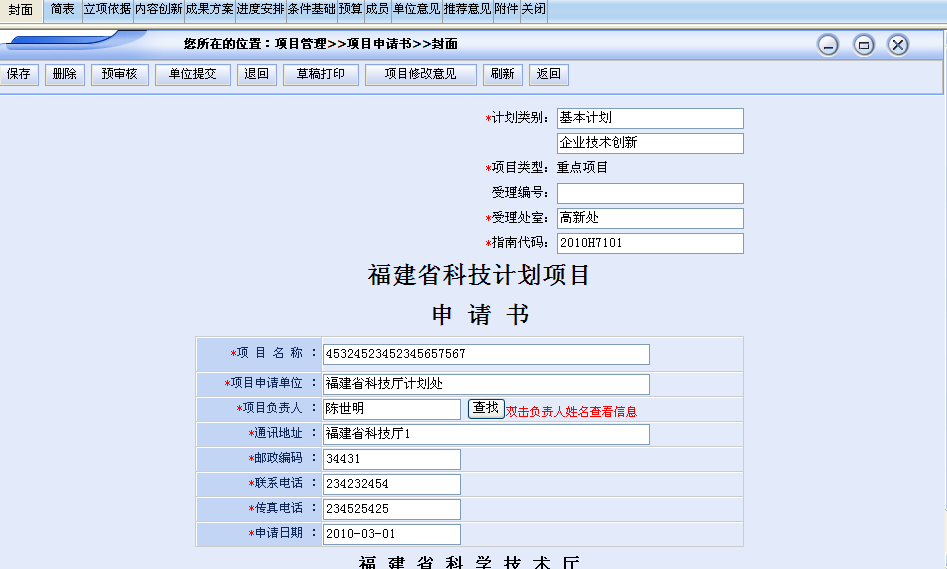 封面 简表 立项依据 内容创新 成果方案 进度安排 条件基础 预算 成员 单位意见 推荐意见 附件 关闭
您所在的位置：项目管理>>项目申请书>>封面
保存 删除 预审核 单位提交 退回 草稿打印 项目修改意见 刷新 返回
*计划类别： 基本计划
企业技术创新
*项目类型： 重点项目
受理编号：
*受理处室： 高新处
*指南代码： 2010H7101
福建省科技计划项目
申 请 书
*项 目 名 称 ： 45324523452345657567
*项目申请单位 ： 福建省科技厅计划处
*项目负责人 ： 陈世明 查找 双击负责人姓名查看信息
*通讯地址 ： 福建省科技厅1
*邮政编码 ： 34431
*联系电话 ： 234232454
*传真电话 ： 234525425
*申请日期 ： 2010-03-01
福 建 省 科 学 技 术 厅